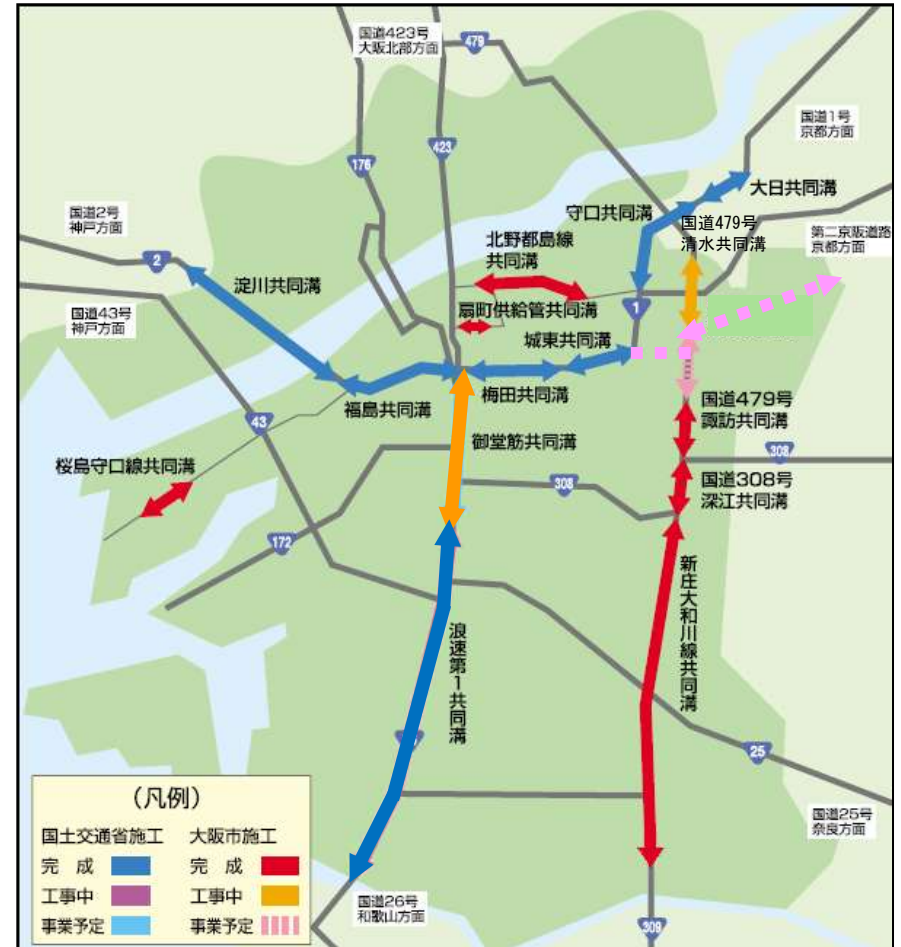 国道423号
大阪北部方面
479
国道1号
京都方面
423
176
大日共同溝
守口共同溝
国道479号
清水共同溝
第二京阪道路
京都方面
国道2号
神戸方面
2
北野都島線
共同溝
淀川共同溝
扇町供給管共同溝
1
国道43号
神戸方面
城東共同溝
梅田共同溝
福島共同溝
国道479号
諏訪共同溝
43
御堂筋共同溝
308
桜島守口線共同溝
308
国道308号
深江共同溝
172
新庄大和川線共同溝
浪速第1共同溝
25
(凡例)
国土交通省施工 大阪市施工
完 成 完 成
工事中 工事中
事業予定 事業予定
国道25号
奈良方面
国道26号
和歌山方面
309